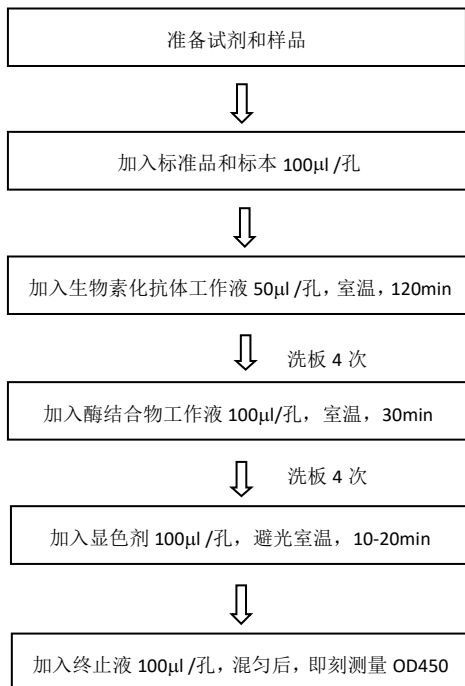 准备试剂和样品
加入标准品和标本 100μl /孔
加入生物素化抗体工作液 50μl /孔，室温，120min
洗板 4 次
加入酶结合物工作液 100μl/孔，室温，30min
洗板 4 次
加入显色剂 100μl /孔，避光室温，10-20min
加入终止液 100μl /孔，混匀后，即刻测量 OD450